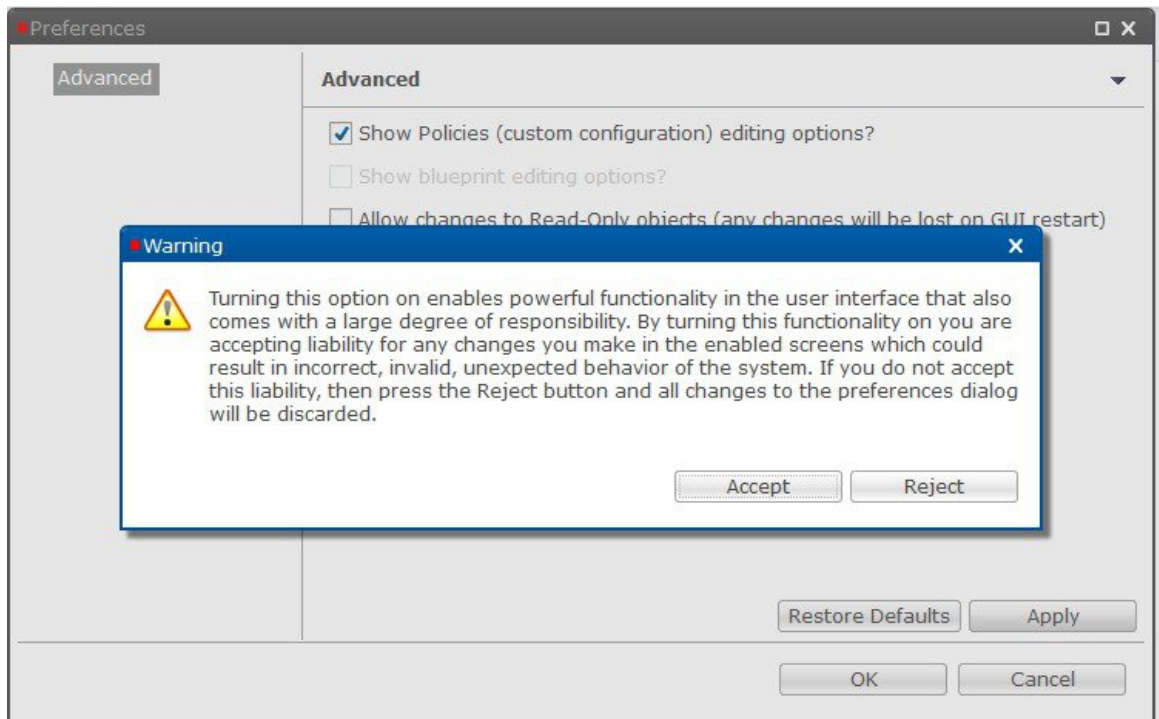 Preferences
Advanced
Advanced
Show Policies (custom configuration) editing options?
Show blueprint editing options?
Allow changes to Read-Only objects (any changes will be lost on GUI restart)
Warning
Turning this option on enables powerful functionality in the user interface that also
comes with a large degree of responsibility. By turning this functionality on you are
accepting liability for any changes you make in the enabled screens which could
result in incorrect, invalid, unexpected behavior of the system. If you do not accept
this liability, then press the Reject button and all changes to the preferences dialog
will be discarded.
Accept Reject
Restore Defaults Apply
OK Cancel